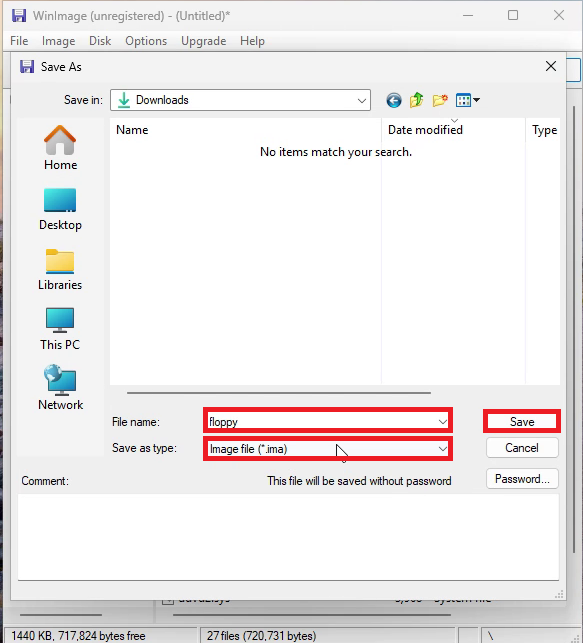 WinImage (unregistered) - (Untitled)*
File Image Disk Options Upgrade Help
Save As
Save in: Downloads
Name Date modified Type
No items match your search.
Home
Desktop
Libraries
This PC
Network
File name: floppy Save
Save as type: Image file (*.ima) Cancel
Comment: This file will be saved without password Password...
1440 KB, 717,824 bytes free 27 files (720,731 bytes) \